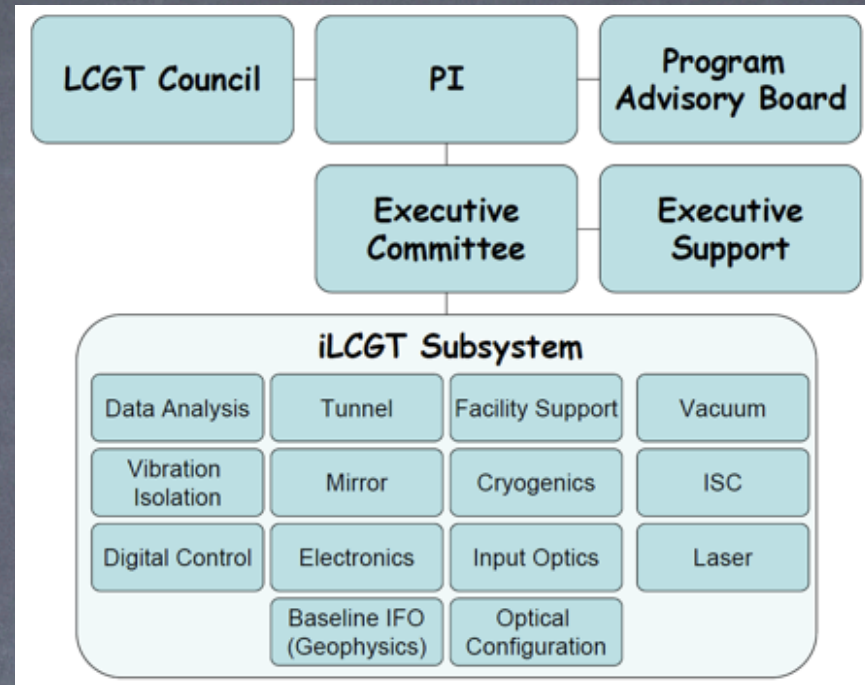 LCGT Council
PI
Program
Advisory Board
Executive
Committee
Executive
Support
iLCGT Subsystem
Data Analysis
Tunnel
Facility Support
Vacuum
Vibration
Isolation
Mirror
Cryogenics
ISC
Digital Control
Electronics
Input Optics
Laser
Baseline IFO
(Geophysics)
Optical
Configuration